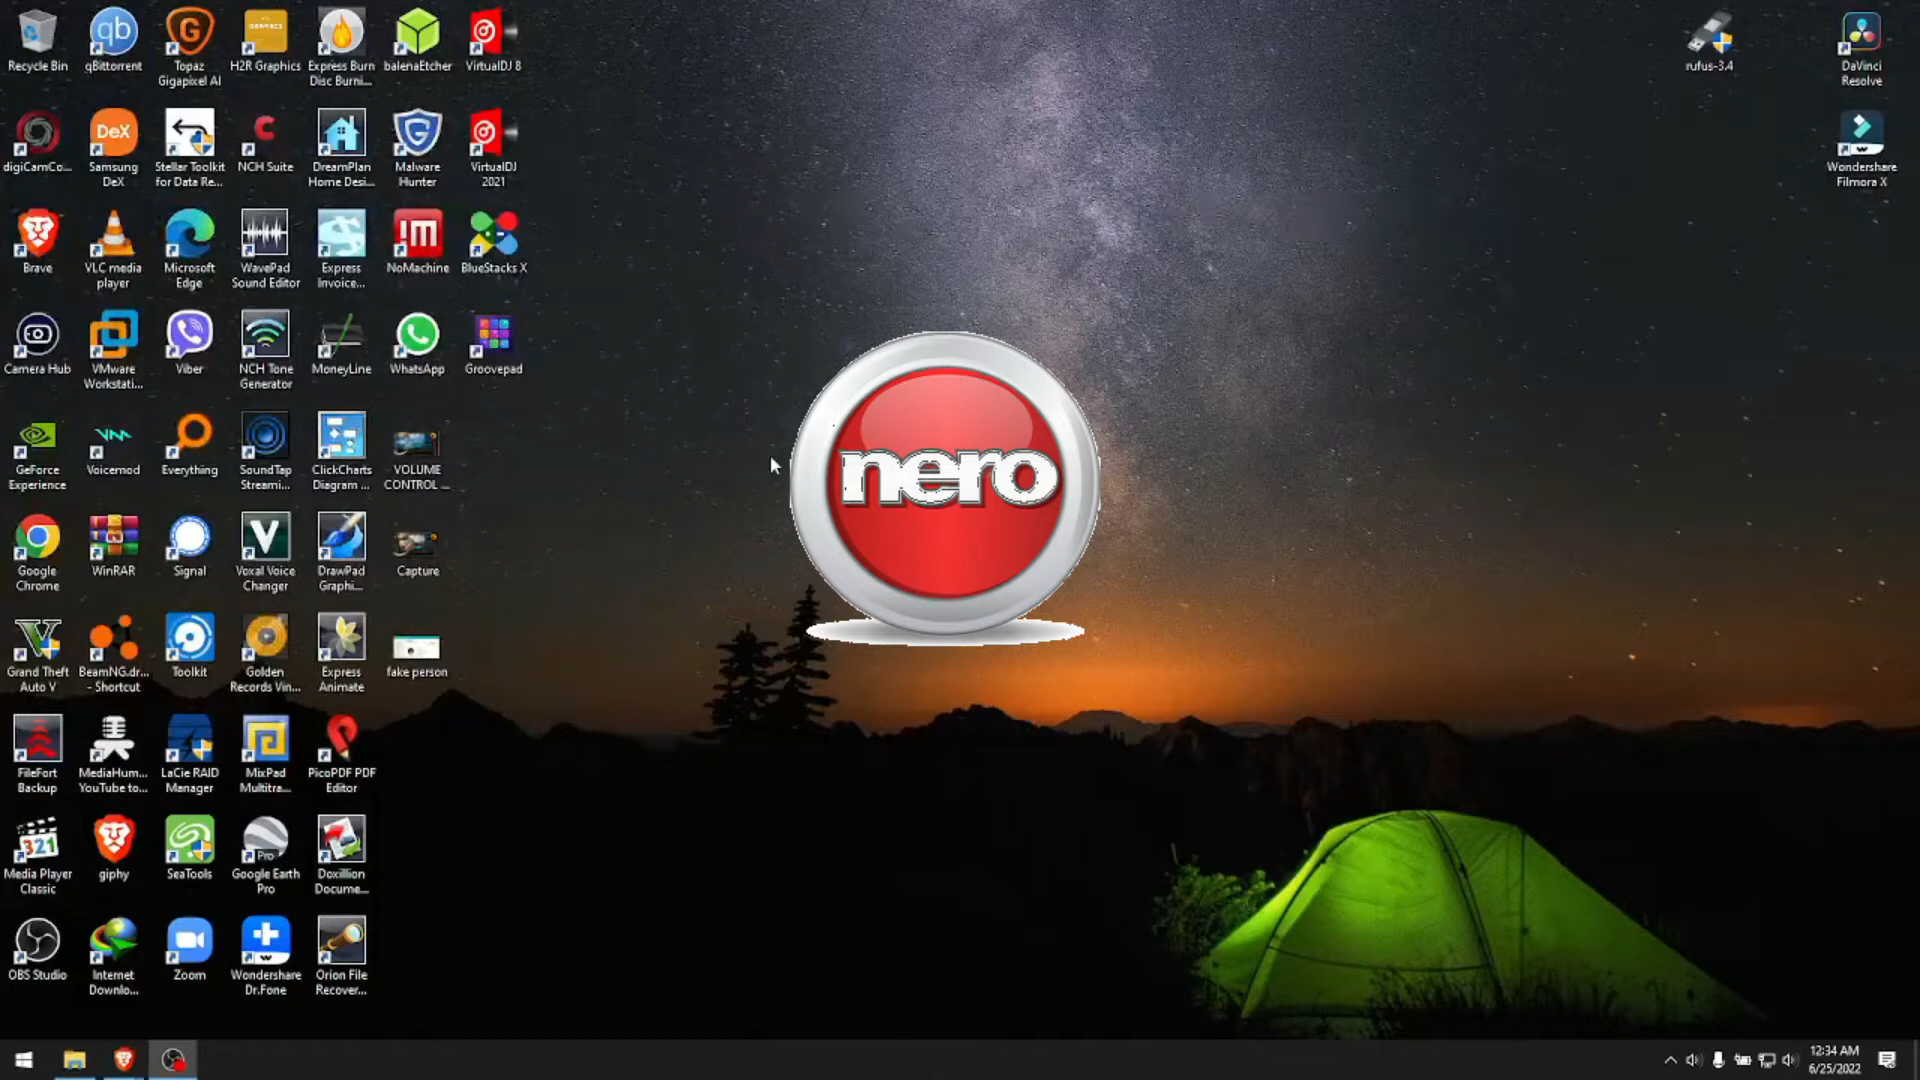 Recycle Bin
qBittorrent
Topaz
Gigapixel AI
H2R Graphics
Express Burn
Disc Burni...
balenaEtcher
VirtualDJ 8
rufus-3.4
DaVinci
Resolve
digiCamCo...
Samsung
DeX
Stellar Toolkit
for Data Re...
NCH Suite
DreamPlan
Home Desi...
Malware
Hunter
VirtualDJ
2021
Wondershare
Filmora X
Brave
VLC media
player
Microsoft
Edge
WavePad
Sound Editor
Express
Invoice...
NoMachine
BlueStacks X
Camera Hub
VMware
Workstati...
Viber
NCH Tone
Generator
MoneyLine
WhatsApp
Groovepad
nero
GeForce
Experience
Voicemod
Everything
SoundTap
Streami...
ClickCharts
Diagram ...
VOLUME
CONTROL ...
Google
Chrome
WinRAR
Signal
Voxal Voice
Changer
DrawPad
Graphi...
Capture
Grand Theft
Auto V
BeamNG.dr...
- Shortcut
Toolkit
Golden
Records Vin...
Express
Animate
fake person
FileFort
Backup
MediaHum...
YouTube to...
LaCie RAID
Manager
MixPad
Multitra...
PicoPDF PDF
Editor
Media Player
Classic
giphy
SeaTools
Google Earth
Pro
Doxillion
Docume...
OBS Studio
Internet
Downlo...
Zoom
Wondershare
Dr.Fone
Orion File
Recover...
12:34 AM
6/25/2022